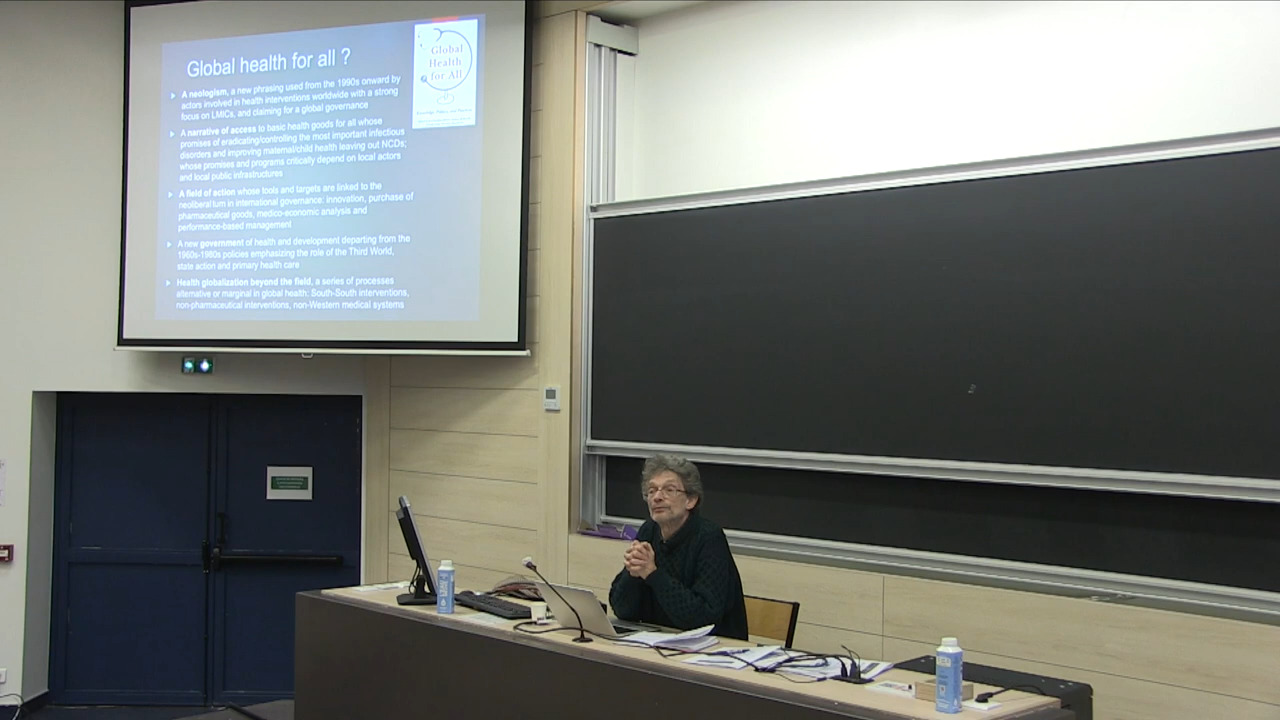 Global health for all ?
A neologism, a new phrasing used from the 1990s onward by
actors involved in health interventions worldwide with a strong
focus on LMICs, and claiming for a global governance
A narrative of access to basic health goods for all whose
promises of eradicating/controlling the most important infectious
disorders and improving maternal/child health leaving out NCDs;
whose promises and programs critically depend on local actors
and local public infrastructures
A field of action whose tools and targets are linked to the
neoliberal turn in international governance: innovation, purchase of
pharmaceutical goods, medico-economic analysis and
performance-based management
A new government of health and development departing from the
1960s-1980s policies emphasizing the role of the Third World,
state action and primary health care
Health globalization beyond the field, a series of processes
alternative or marginal in global health: South-South interventions,
non-pharmaceutical interventions, non-Western medical systems
Global
Health
for All